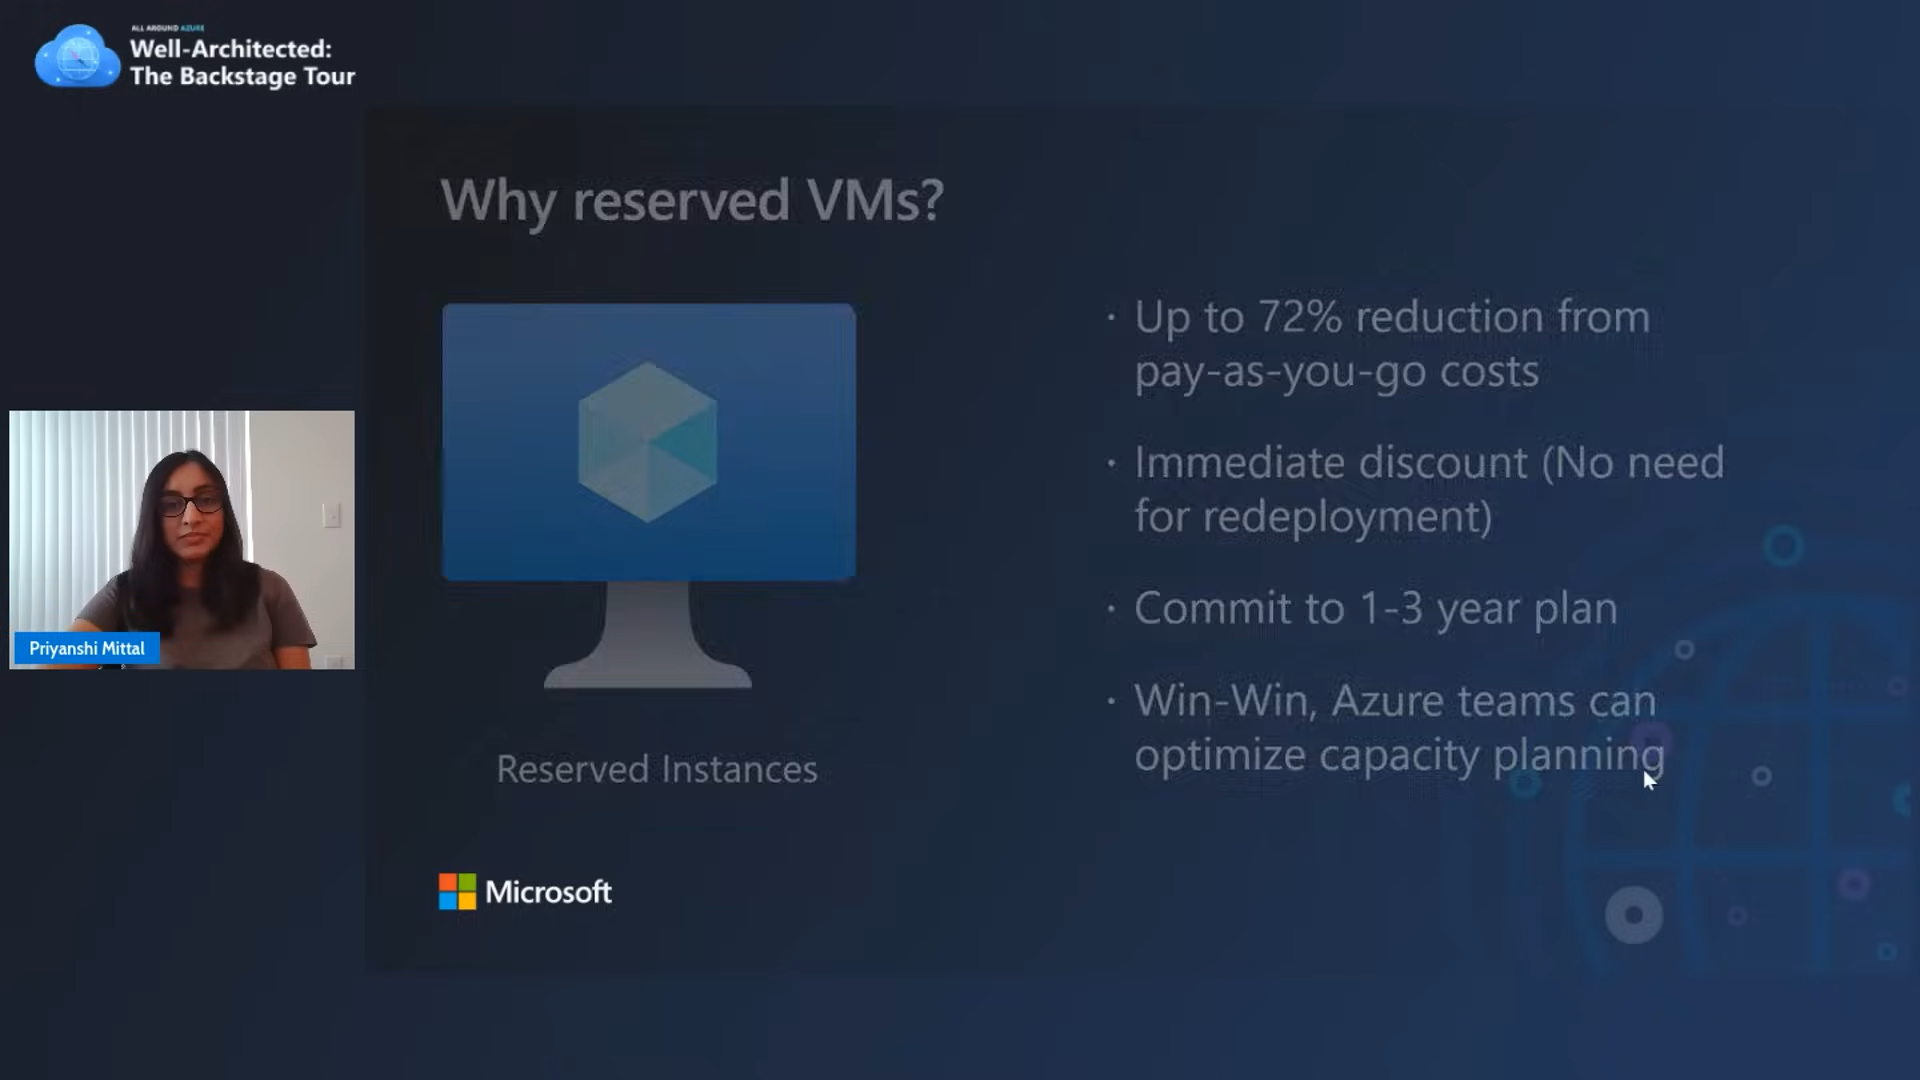 ALL AROUND AZURE
Well-Architected:
The Backstage Tour
Why reserved VMs?
· Up to 72% reduction from
pay-as-you-go costs
· Immediate discount (No need
for redeployment)
· Commit to 1-3 year plan
· Win-Win, Azure teams can
optimize capacity planning
Reserved Instances
Priyanshi Mittal
Microsoft